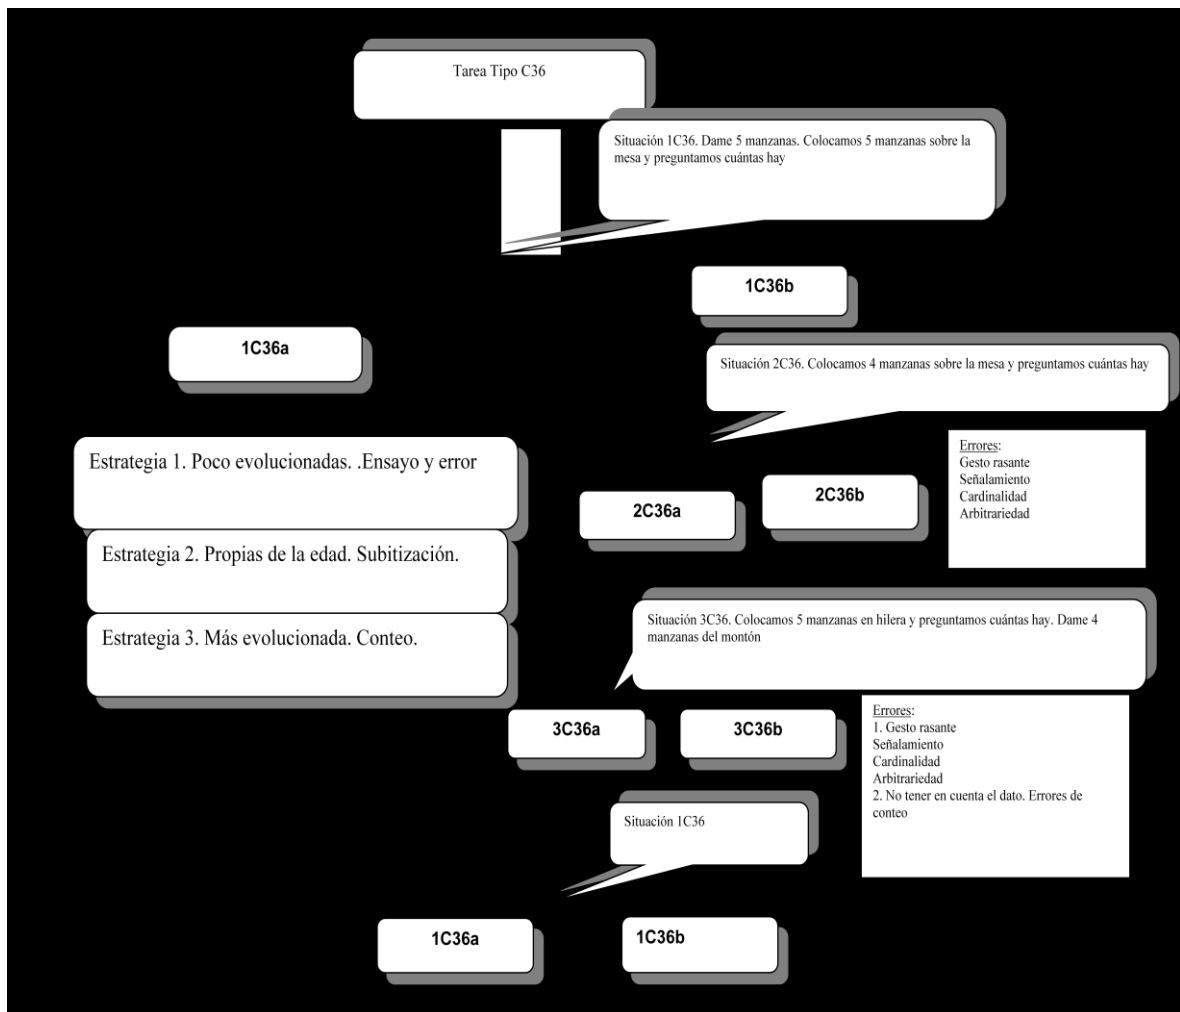 Tarea Tipo C36
Situación 1C36. Dame 5 manzanas. Colocamos 5 manzanas sobre la
mesa y preguntamos cuántas hay
1C36b
1C36a
Situación 2C36. Colocamos 4 manzanas sobre la mesa y preguntamos cuántas hay
Estrategia 1. Poco evolucionadas. .Ensayo y error
Estrategia 2. Propias de la edad. Subitización.
Estrategia 3. Más evolucionada. Conteo.
2C36a
2C36b
Errores:
Gesto rasante
Señalamiento
Cardinalidad
Arbitrariedad
Situación 3C36. Colocamos 5 manzanas en hilera y preguntamos cuántas hay. Dame 4
manzanas del montón
3C36a
3C36b
Errores:
1. Gesto rasante
Señalamiento
Cardinalidad
Arbitrariedad
2. No tener en cuenta el dato. Errores de
conteo
Situación 1C36
1C36a
1C36b